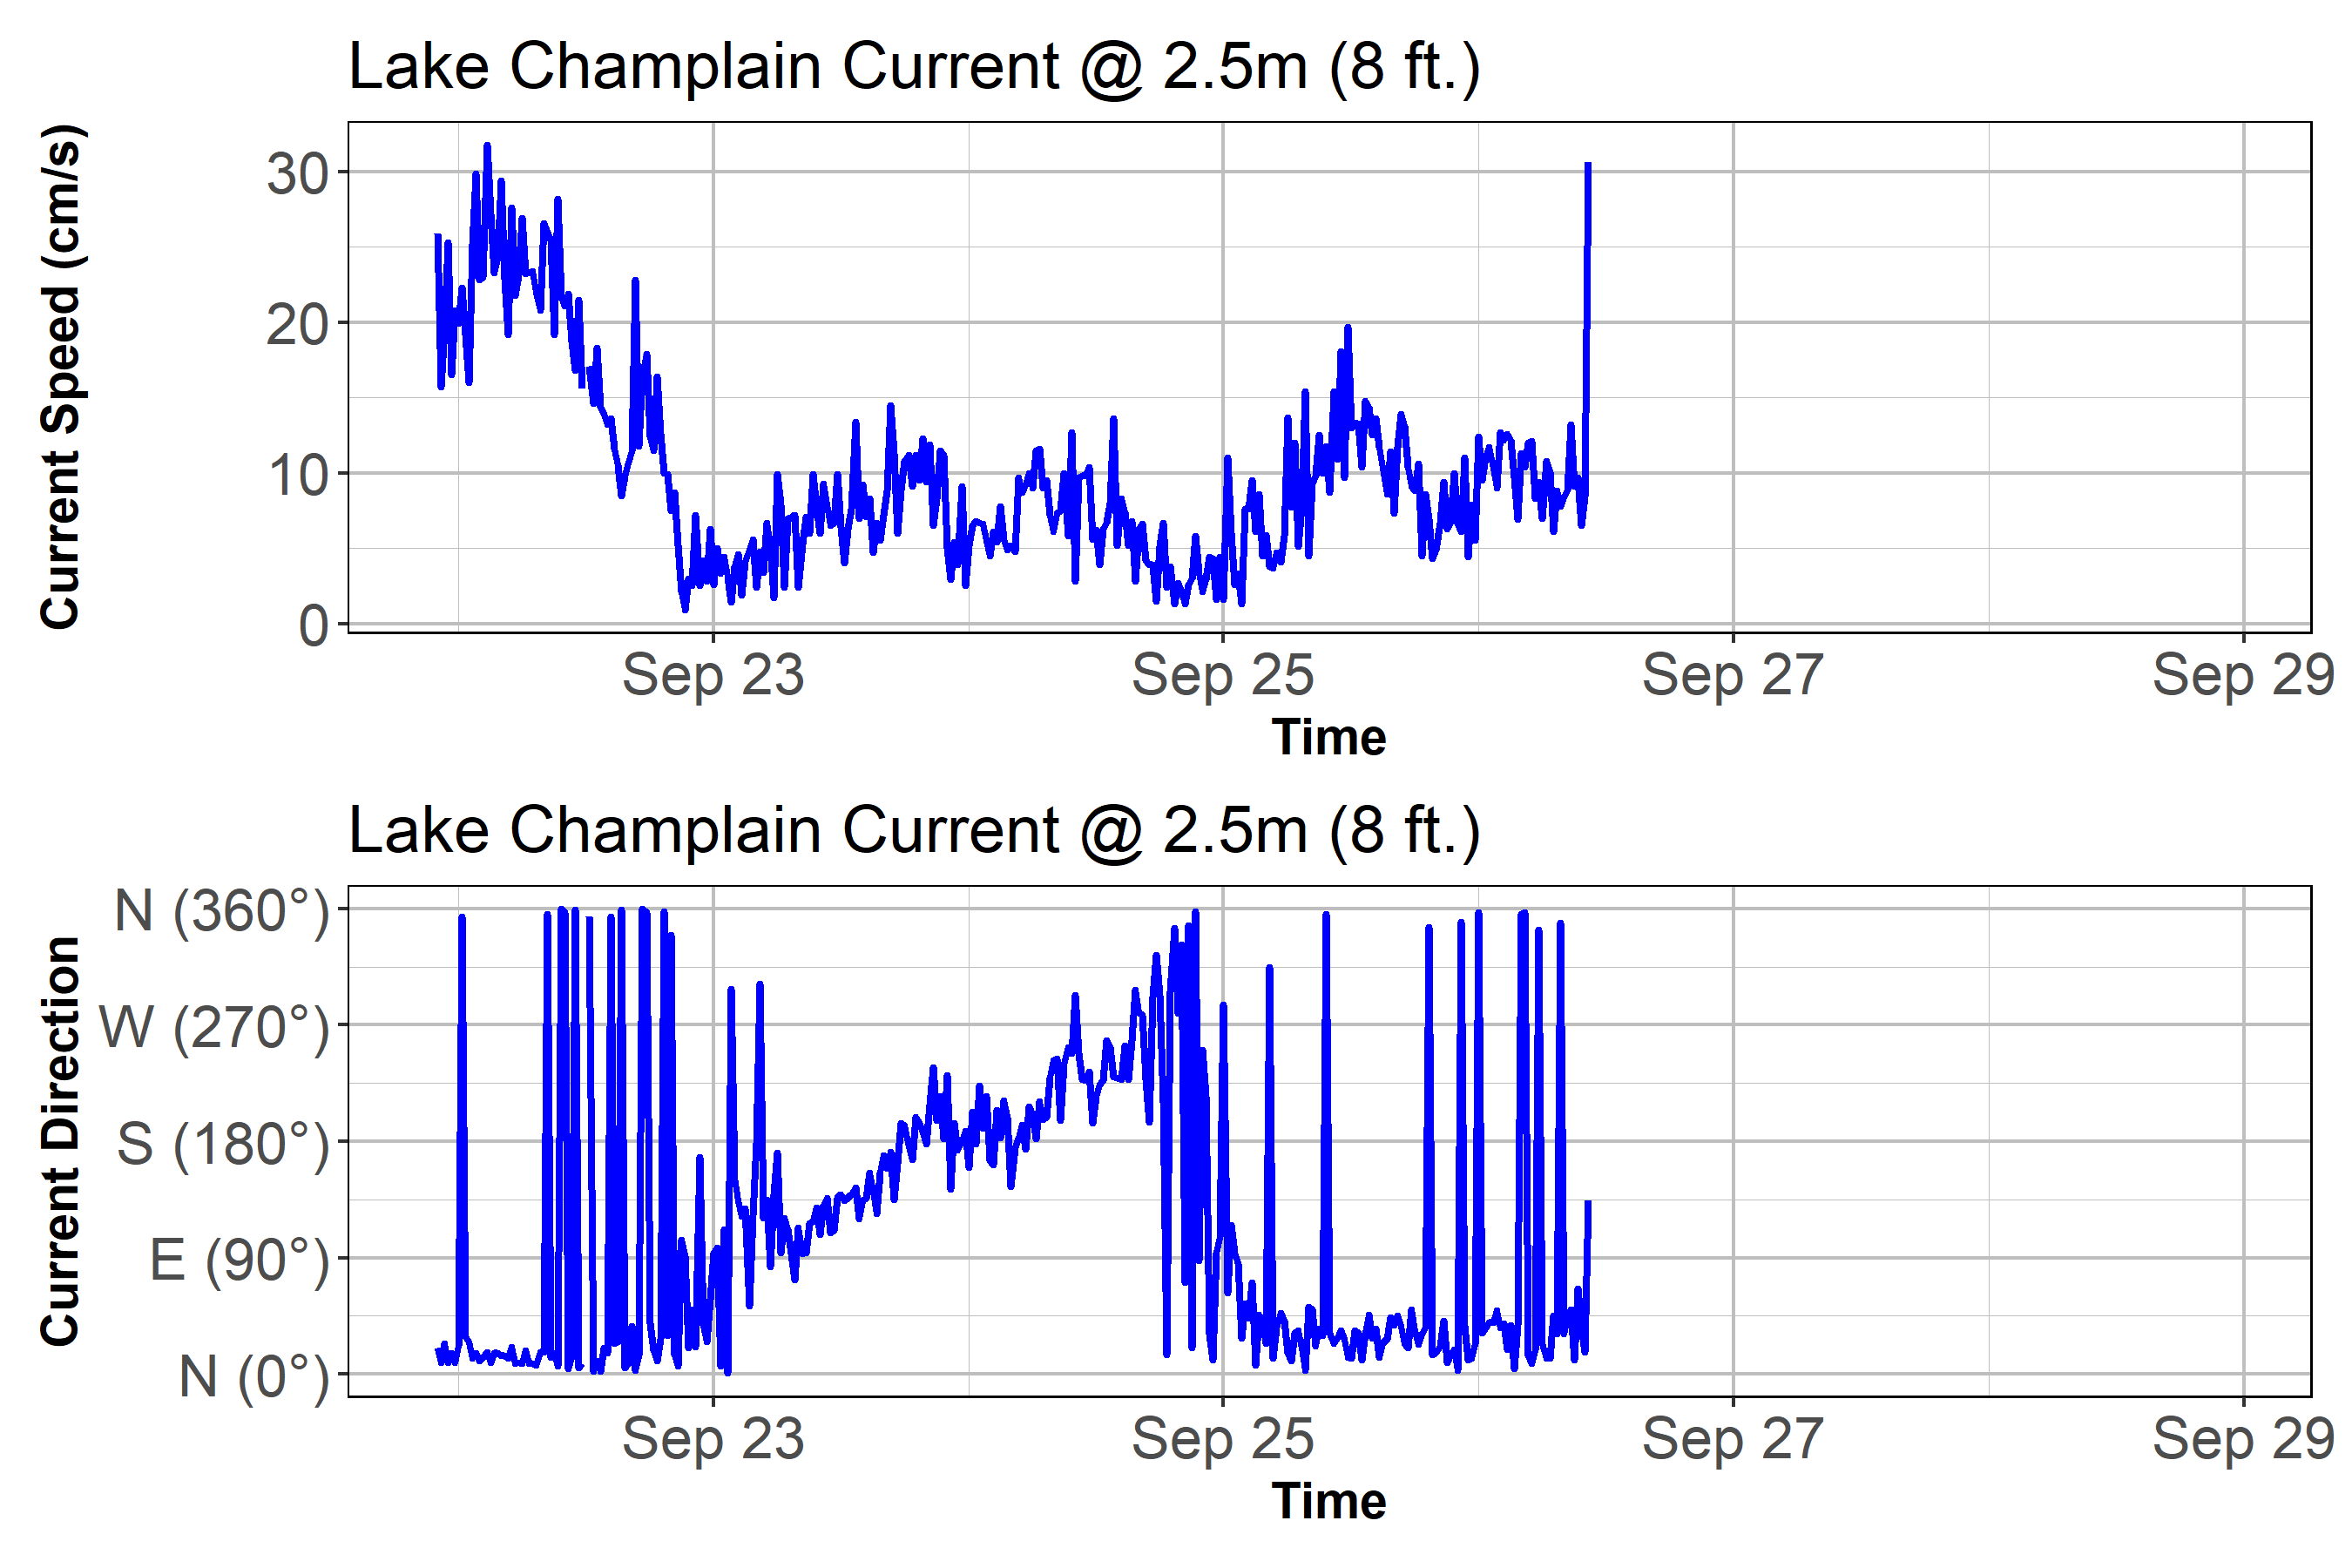 Lake Champlain Current @ 2.5m (8 ft.)
Current Speed (cm/s)
30
20
10
0
Sep 23 Sep 25 Sep 27 Sep 29
Time
Lake Champlain Current @ 2.5m (8 ft.)
Current Direction
N (360°)
W (270°)
S (180°)
E (90°)
N (0°)
Sep 23 Sep 25 Sep 27 Sep 29
Time